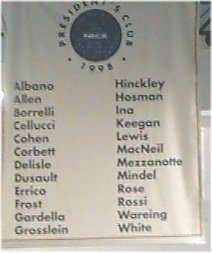 PRESIDENT'S CLUB
NECX
1998
Albano
Allen
Borrelli
Cellucci
Cohen
Corbett
Delisle
Dusault
Errico
Frost
Gardella
Grosslein
Hinckley
Hosman
Ina
Keegan
Lewis
MacNeil
Mezzanotte
Mindel
Rose
Rossi
Wareing
White